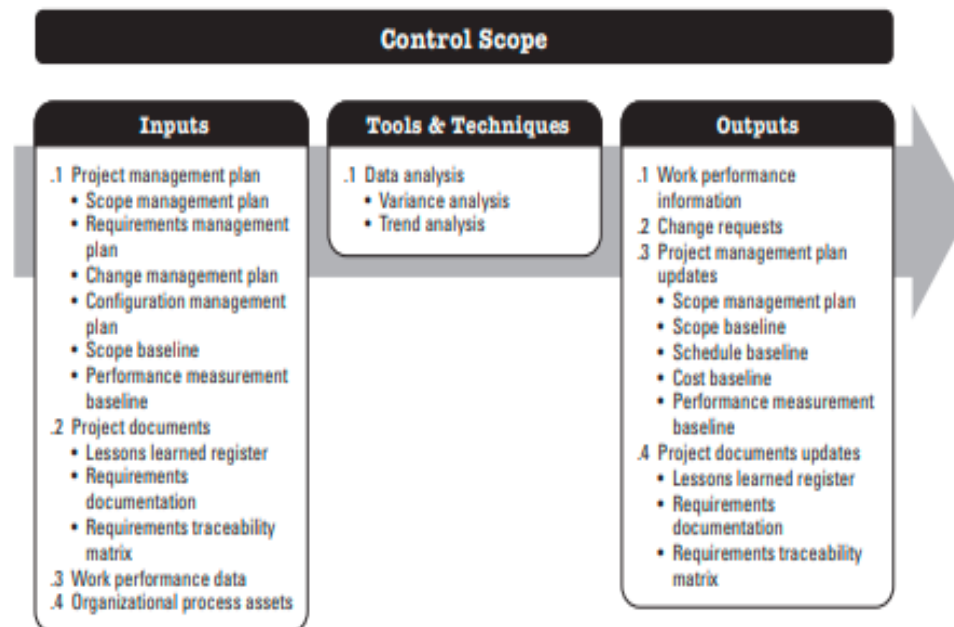 Control Scope
Inputs
.1 Project management plan
• Scope management plan
• Requirements management
plan
• Change management plan
• Configuration management
plan
• Scope baseline
• Performance measurement
baseline
.2 Project documents
• Lessons learned register
• Requirements
documentation
• Requirements traceability
matrix
.3 Work performance data
.4 Organizational process assets
Tools & Techniques
.1 Data analysis
• Variance analysis
• Trend analysis
Outputs
.1 Work performance
information
.2 Change requests
.3 Project management plan
updates
• Scope management plan
• Scope baseline
• Schedule baseline
• Cost baseline
• Performance measurement
baseline
.4 Project documents updates
• Lessons learned register
• Requirements
documentation
• Requirements traceability
matrix